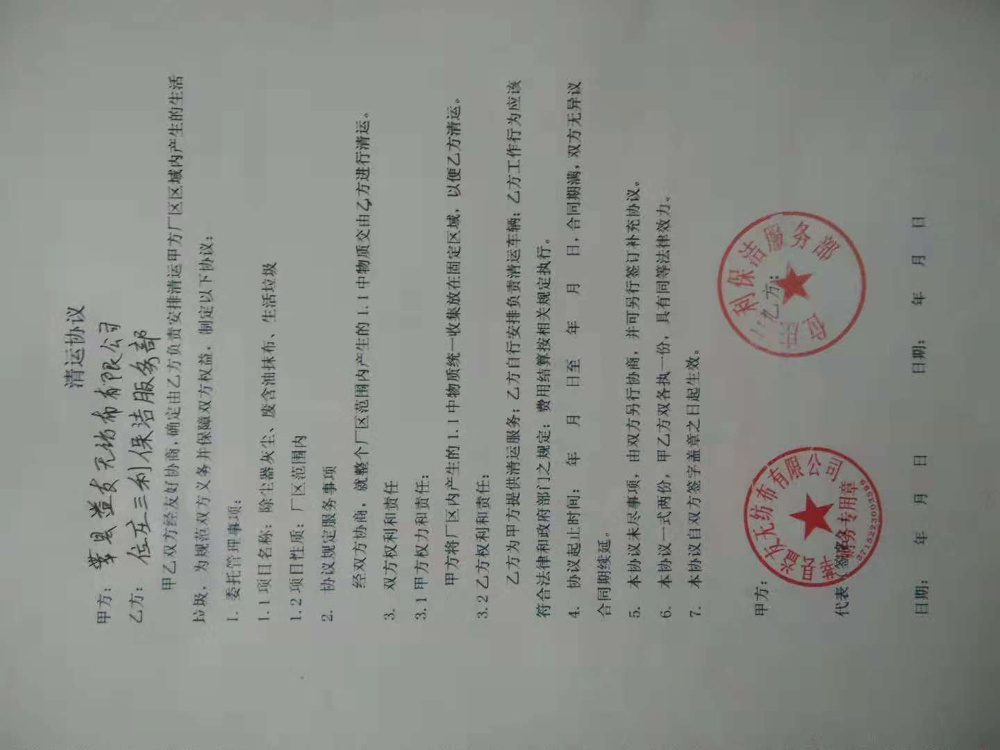 清运协议
甲方：莘县益友无纺布有限公司
乙方：位庄三利保洁服务部
甲乙双方经友好协商，确定由乙方负责安排清运甲方厂区区域内产生的生活
垃圾，为规范双方义务并保障双方权益，制定以下协议：
1. 委托管理事项：
1.1 项目名称：除尘器灰尘、废含油抹布、生活垃圾
1.2 项目性质：厂区范围内
2. 协议规定服务事项
经双方协商，就整个厂区范围内产生的 1.1 中物质交由乙方进行清运。
3. 双方权利和责任
3.1 甲方权力和责任：
甲方将厂区内产生的 1.1 中物质统一收集放在固定区域，以便乙方清运。
3.2 乙方权利和责任：
乙方为甲方提供清运服务；乙方自行安排负责清运车辆；乙方工作行为应该
符合法律和政府部门之规定；费用结算按相关规定执行。
4. 协议起止时间： 年 月 日至 年 月 日，合同期满，双方无异议
合同期续延。
5. 本协议未尽事项，由双方另行协商，并可另行签订补充协议。
6. 本协议一式两份，甲乙方双各执一份，具有同等法律效力。
7. 本协议自双方签字盖章之日起生效。
甲方： 乙方：
益友无纺布有限公司
财务专用章
利保洁服务部
代表（签
日期： 年 月 日 日期： 年 月 日